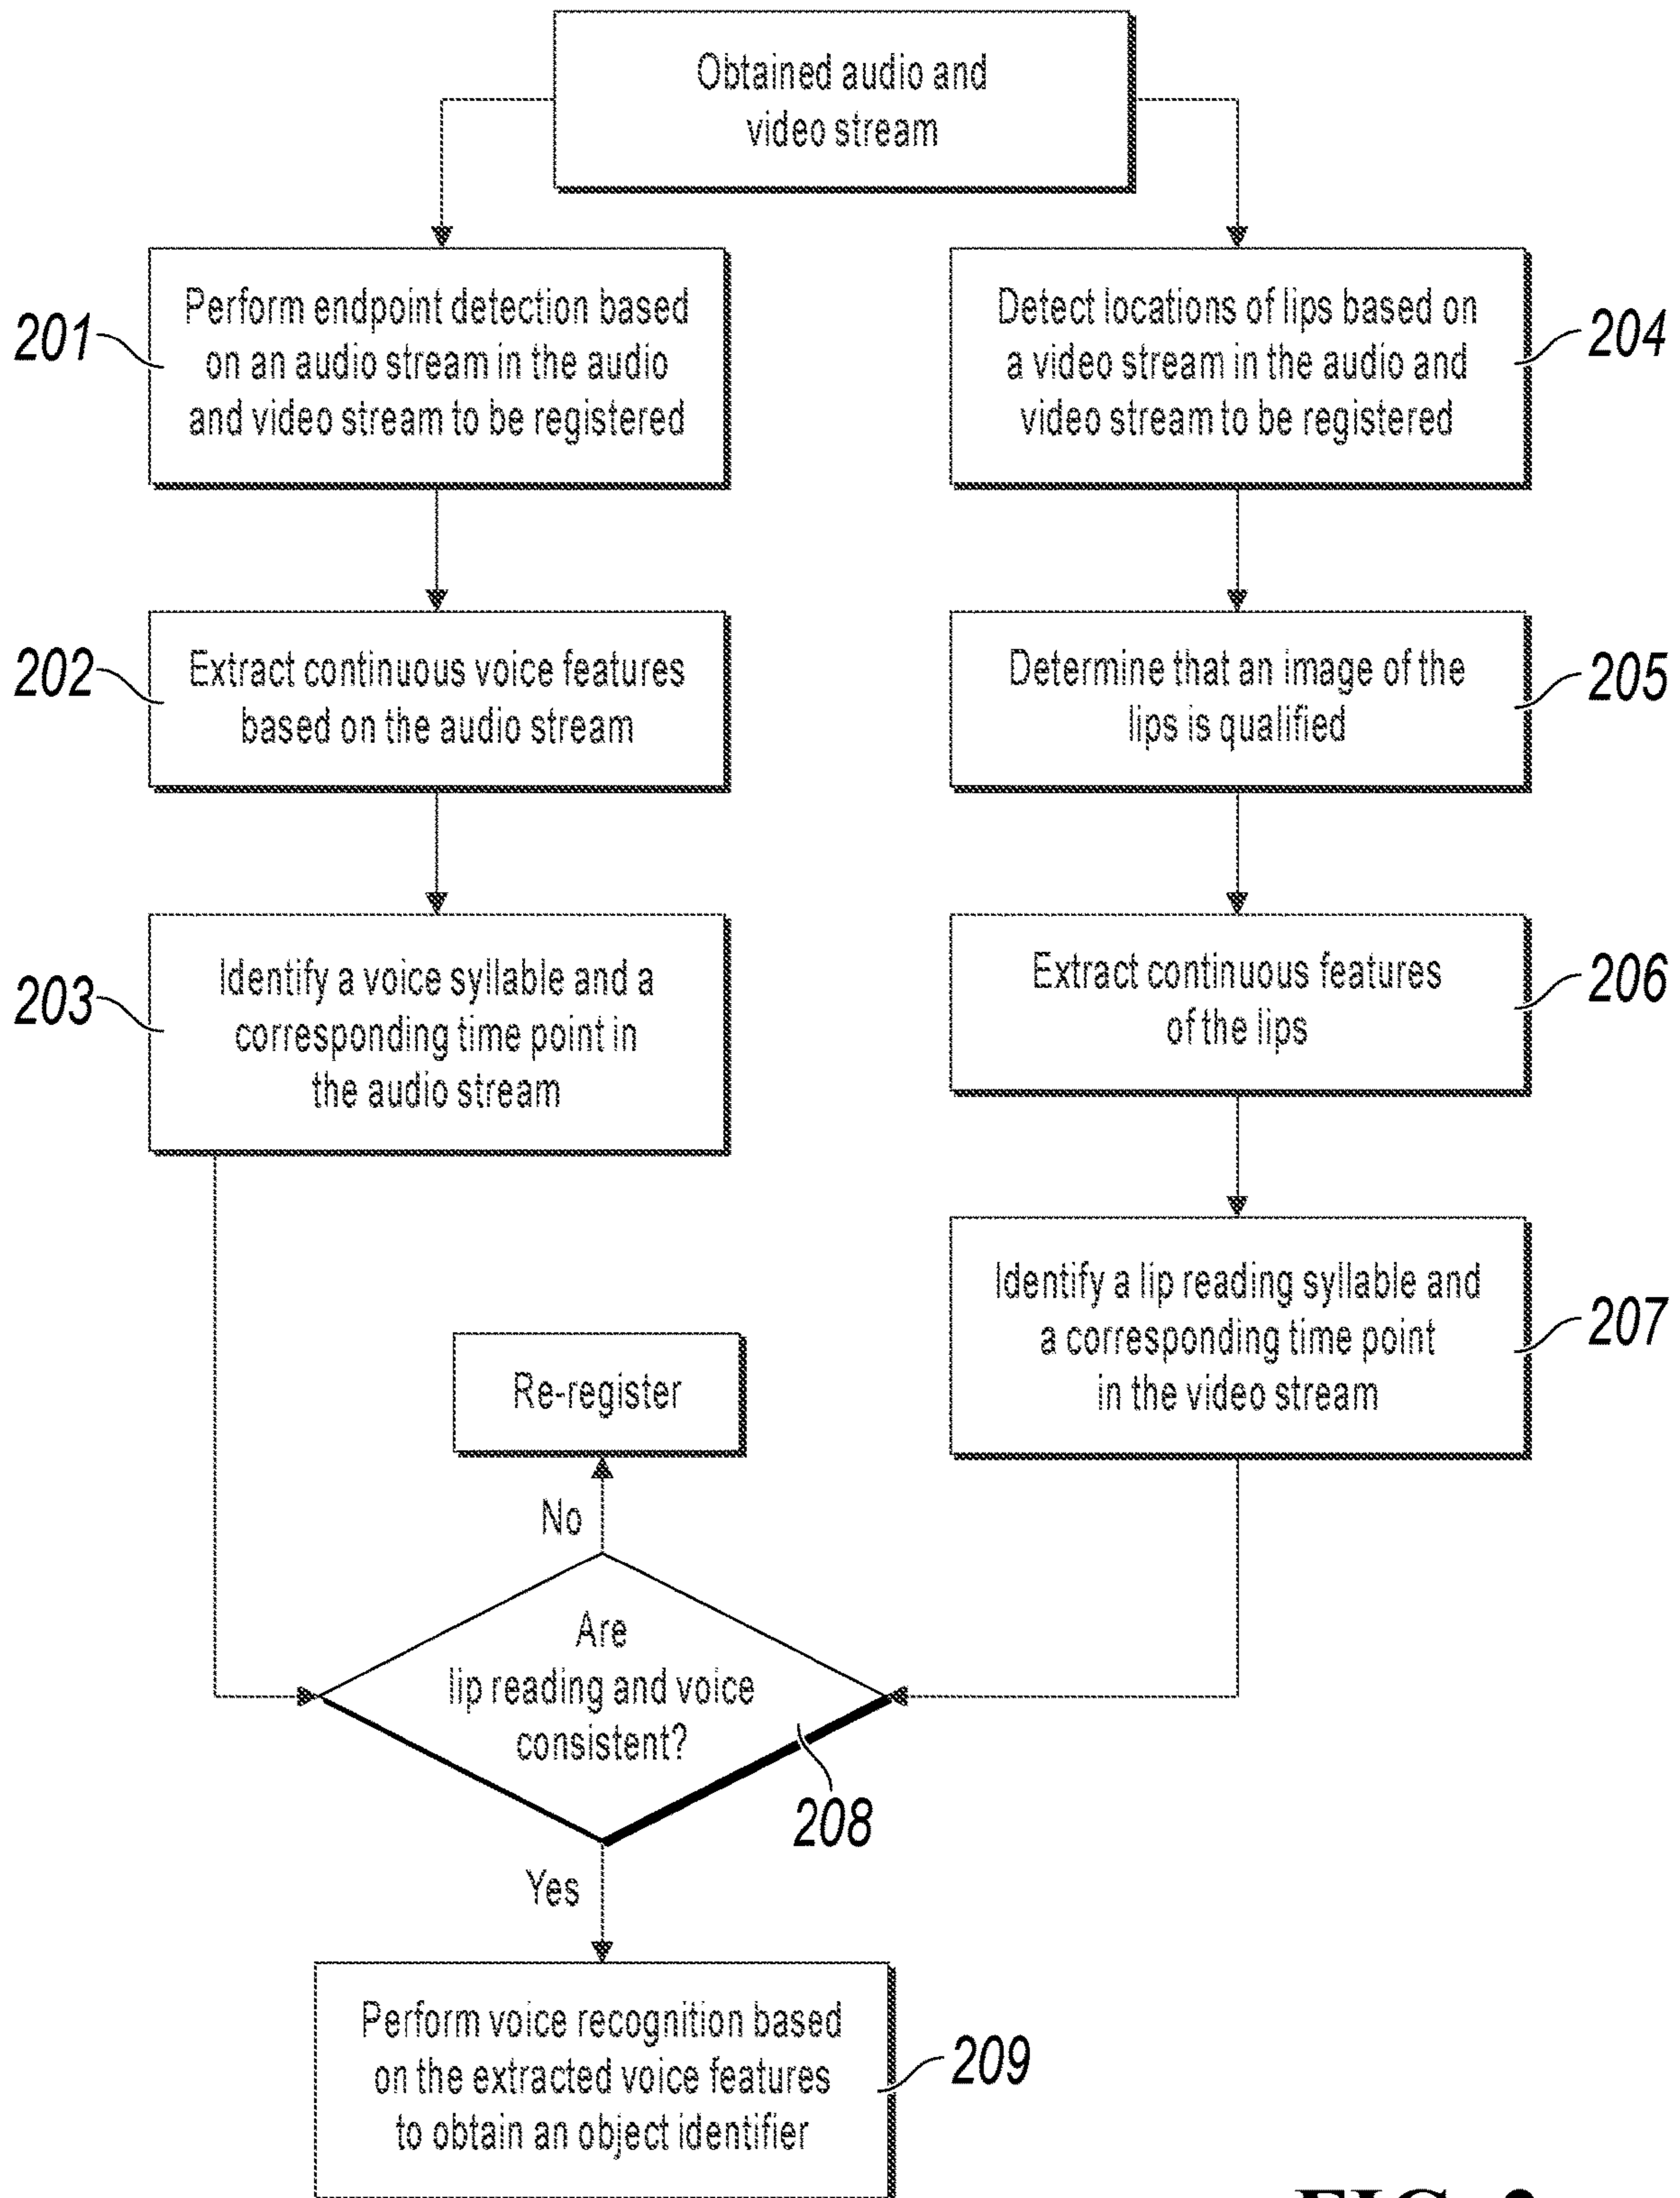 Obtained audio and
video stream
201
Perform endpoint detection based
on an audio stream in the audio
and video stream to be registered
Detect locations of lips based on
a video stream in the audio and
video stream to be registered
204
202
Extract continuous voice features
based on the audio stream
Determine that an image of the
lips is qualified
205
203
Identify a voice syllable and a
corresponding time point in
the audio stream
Extract continuous features
of the lips
206
Identify a lip reading syllable and
a corresponding time point
in the video stream
207
Re-register
No
Are
lip reading and voice
consistent?
208
Yes
Perform voice recognition based
on the extracted voice features
to obtain an object identifier
209